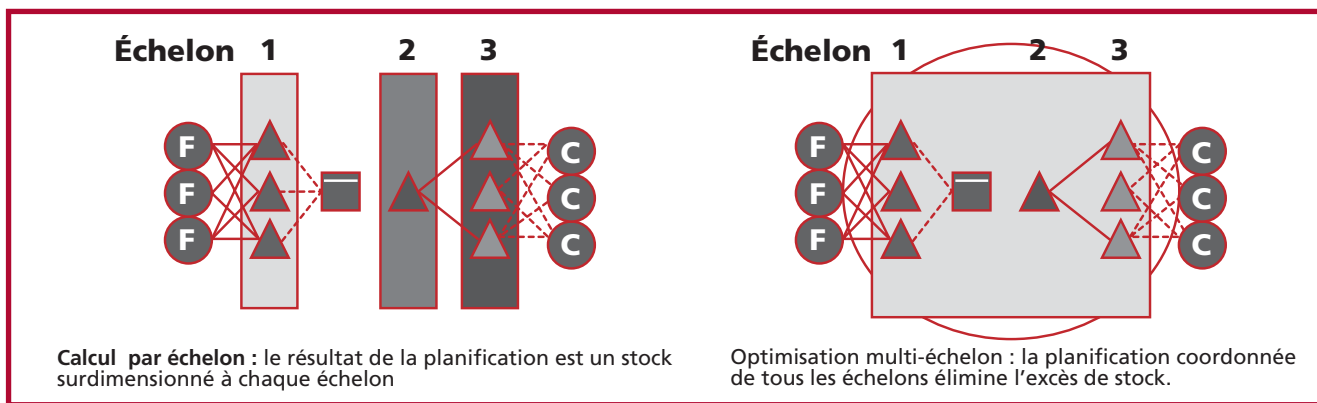 Échelon 1 2 3
F
F
F
C
C
C
Calcul par échelon : le résultat de la planification est un stock
surdimensionné à chaque échelon
Échelon 1 2 3
F
F
F
C
C
C
Optimisation multi-échelon : la planification coordonnée
de tous les échelons élimine l’excès de stock.